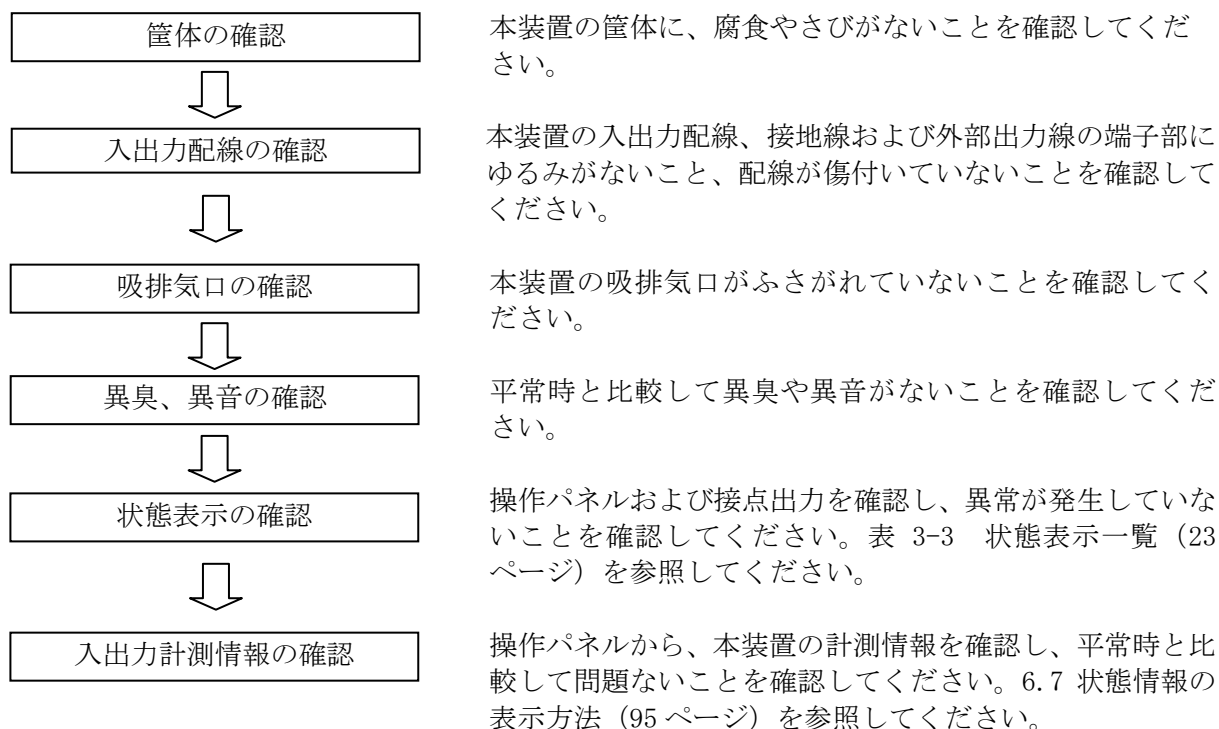 筐体の確認
本装置の筐体に、腐食やさびがないことを確認してくだ
さい。
入出力配線の確認
本装置の入出力配線、接地線および外部出力線の端子部に
ゆるみがないこと、配線が傷付いていないことを確認して
ください。
吸排気口の確認
本装置の吸排気口がふさがれていないことを確認してく
ださい。
異臭、異音の確認
平常時と比較して異臭や異音がないことを確認してくだ
さい。
状態表示の確認
操作パネルおよび接点出力を確認し、異常が発生していな
いことを確認してください。表 3-3 状態表示一覧（23
ページ）を参照してください。
入出力計測情報の確認
操作パネルから、本装置の計測情報を確認し、平常時と比
較して問題ないことを確認してください。6.7 状態情報の
表示方法（95 ページ）を参照してください。